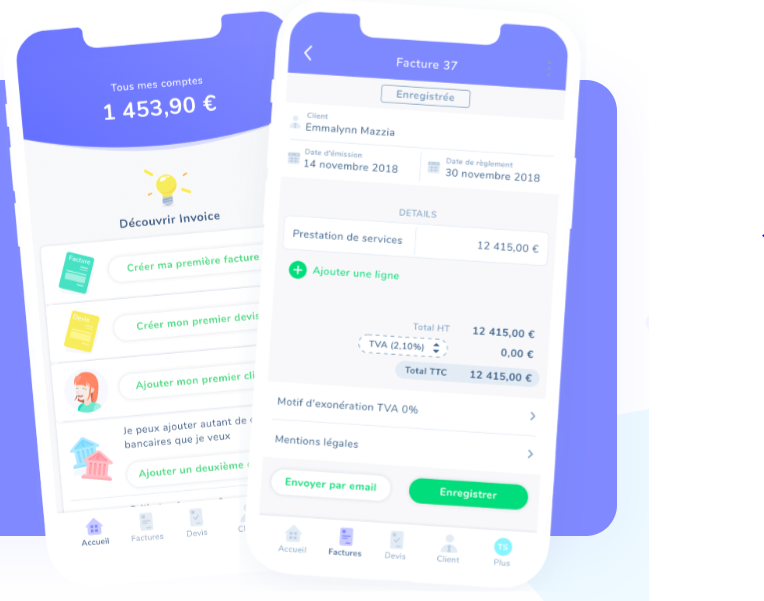 Tous mes comptes
1 453,90 €
Découvrir Invoice
Facture
Créer ma première facture
Devis
Créer mon premier devis
Ajouter mon premier cli
Je peux ajouter autant de
bancaires que je veux
Ajouter un deuxième
Accueil
Factures
Devis
Facture 37
Enregistrée
Client
Emmalynn Mazzia
Date d'émission
14 novembre 2018
Date de règlement
30 novembre 2018
DETAILS
Prestation de services
12 415,00 €
Ajouter une ligne
Total HT
12 415,00 €
TVA (2,10%)
0,00 €
Total TTC
12 415,00 €
Motif d'exonération TVA 0%
Mentions légales
Envoyer par email
Enregistrer
Accueil
Factures
Devis
Client
TS
Plus